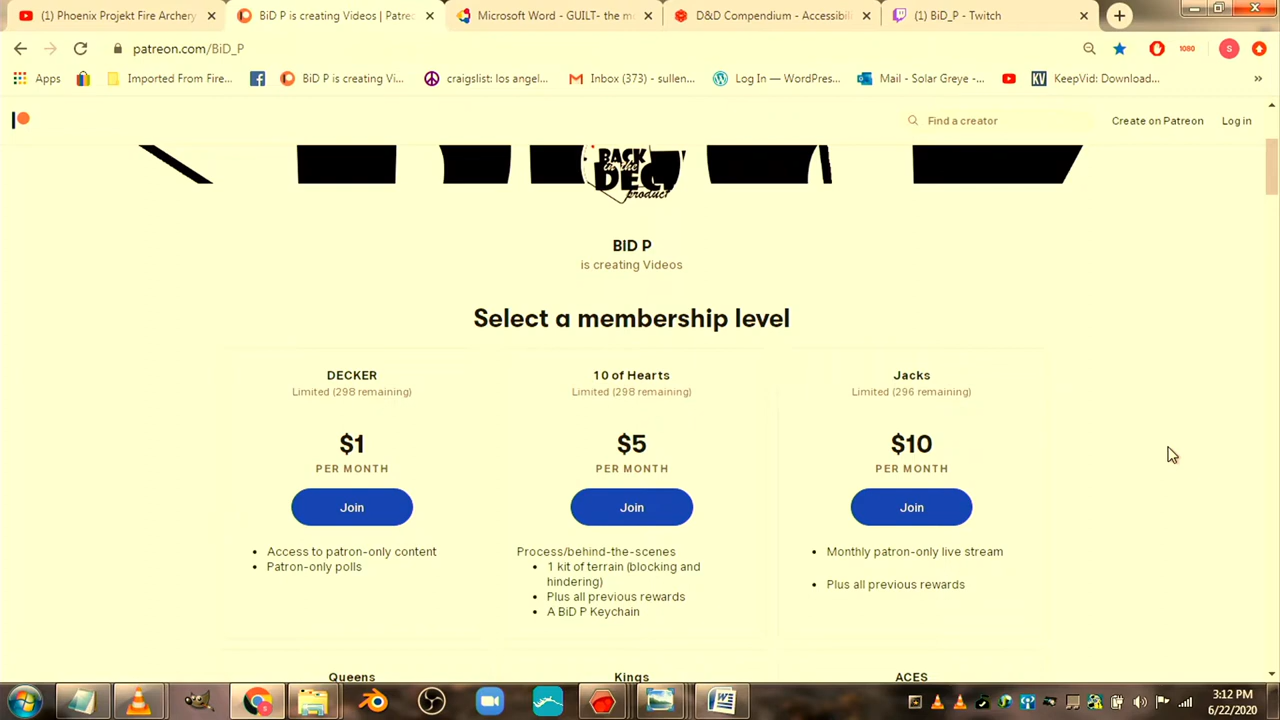 (1) Phoenix Projekt Fire Archery
BiD P is creating Videos | Patre
Microsoft Word - GUILT- the m
D&D Compendium - Accessibil
(1) BiD_P - Twitch
patreon.com/BiD_P
1080
S
Apps
Imported From Fire...
BiD P is creating Vi...
craigslist: los angel...
Inbox (373) - sullen...
Log In — WordPres...
Mail - Solar Greye -...
KV
KeepVid: Download...
»
Find a creator
Create on Patreon
Log in
BACK
in the
DEC
product
BID P
is creating Videos
Select a membership level
DECKER
Limited (298 remaining)
$1
PER MONTH
Join
• Access to patron-only content
• Patron-only polls
10 of Hearts
Limited (298 remaining)
$5
PER MONTH
Join
Process/behind-the-scenes
• 1 kit of terrain (blocking and
hindering)
• Plus all previous rewards
• A BiD P Keychain
Jacks
Limited (296 remaining)
$10
PER MONTH
Join
• Monthly patron-only live stream
• Plus all previous rewards
Queens
Kings
ACES
3:12 PM
6/22/2020